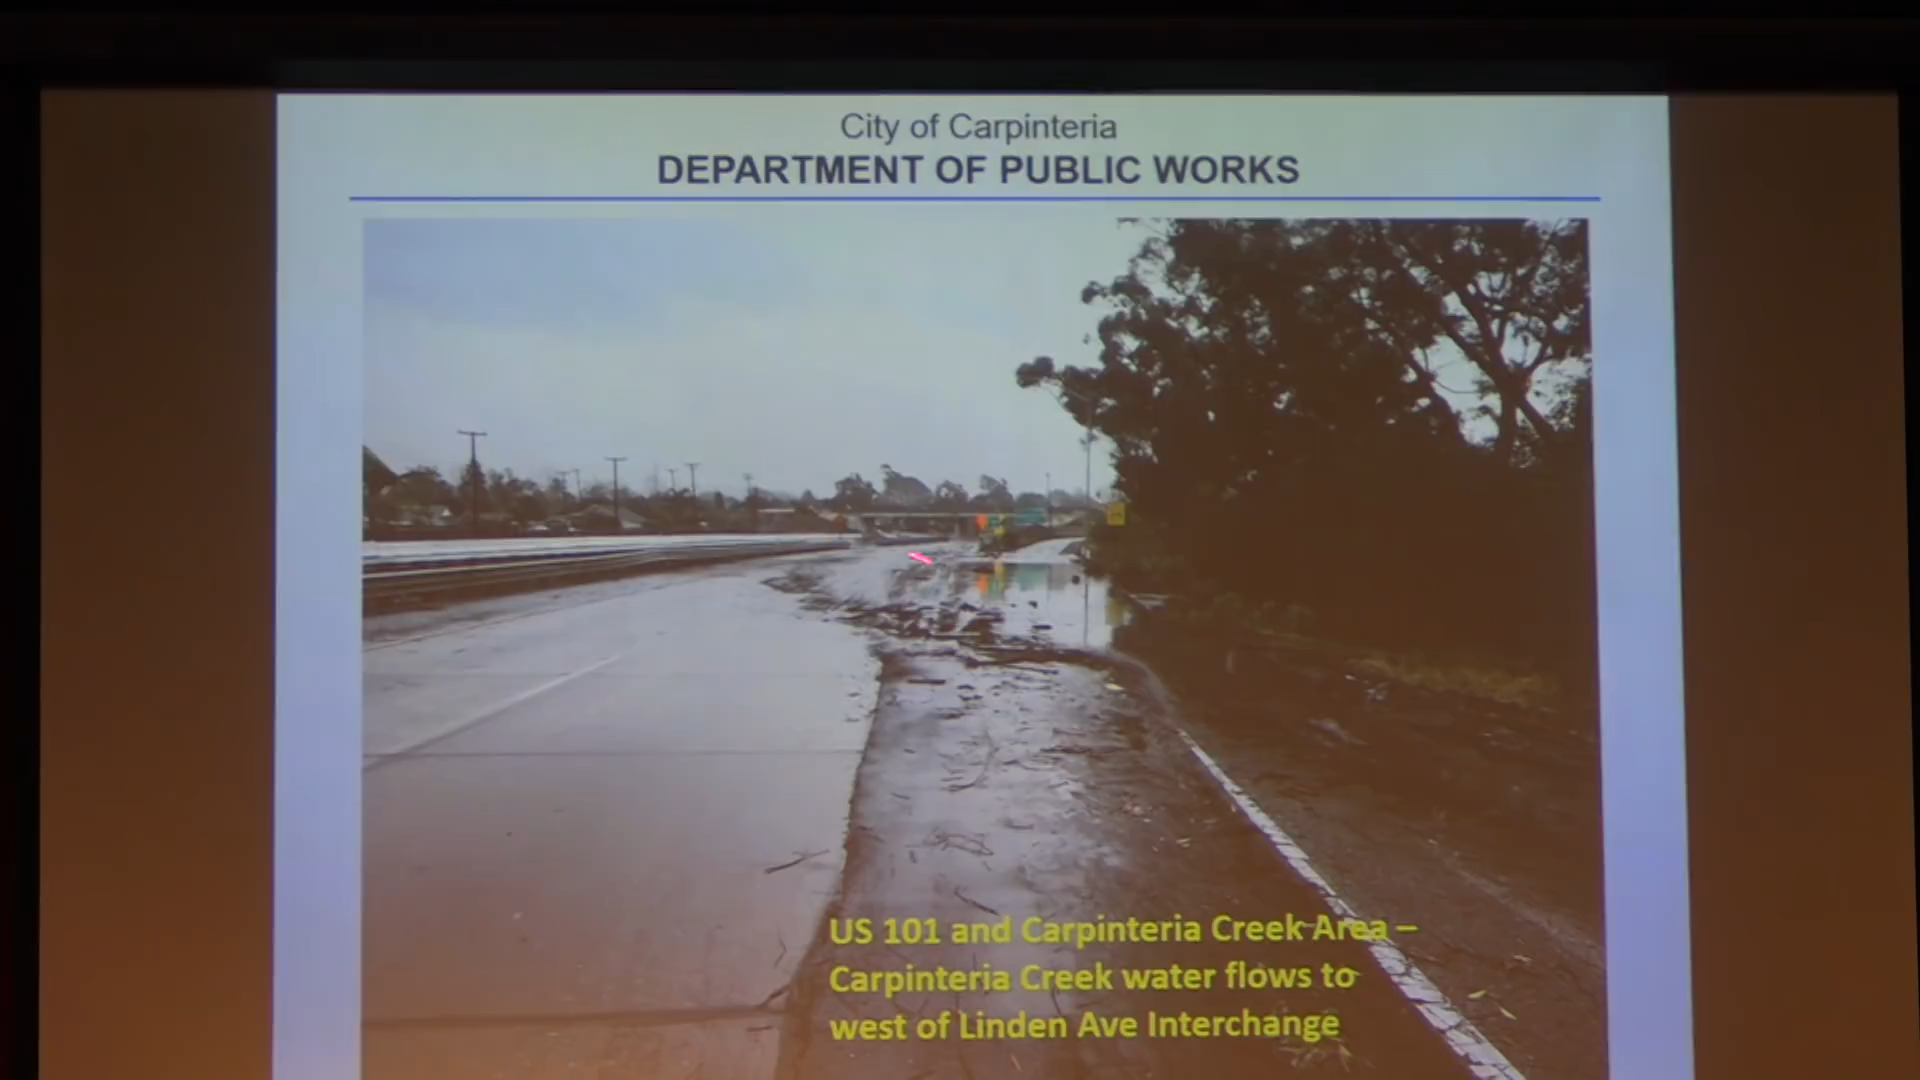 City of Carpinteria
DEPARTMENT OF PUBLIC WORKS
US 101 and Carpinteria Creek Area –
Carpinteria Creek water flows to
west of Linden Ave Interchange